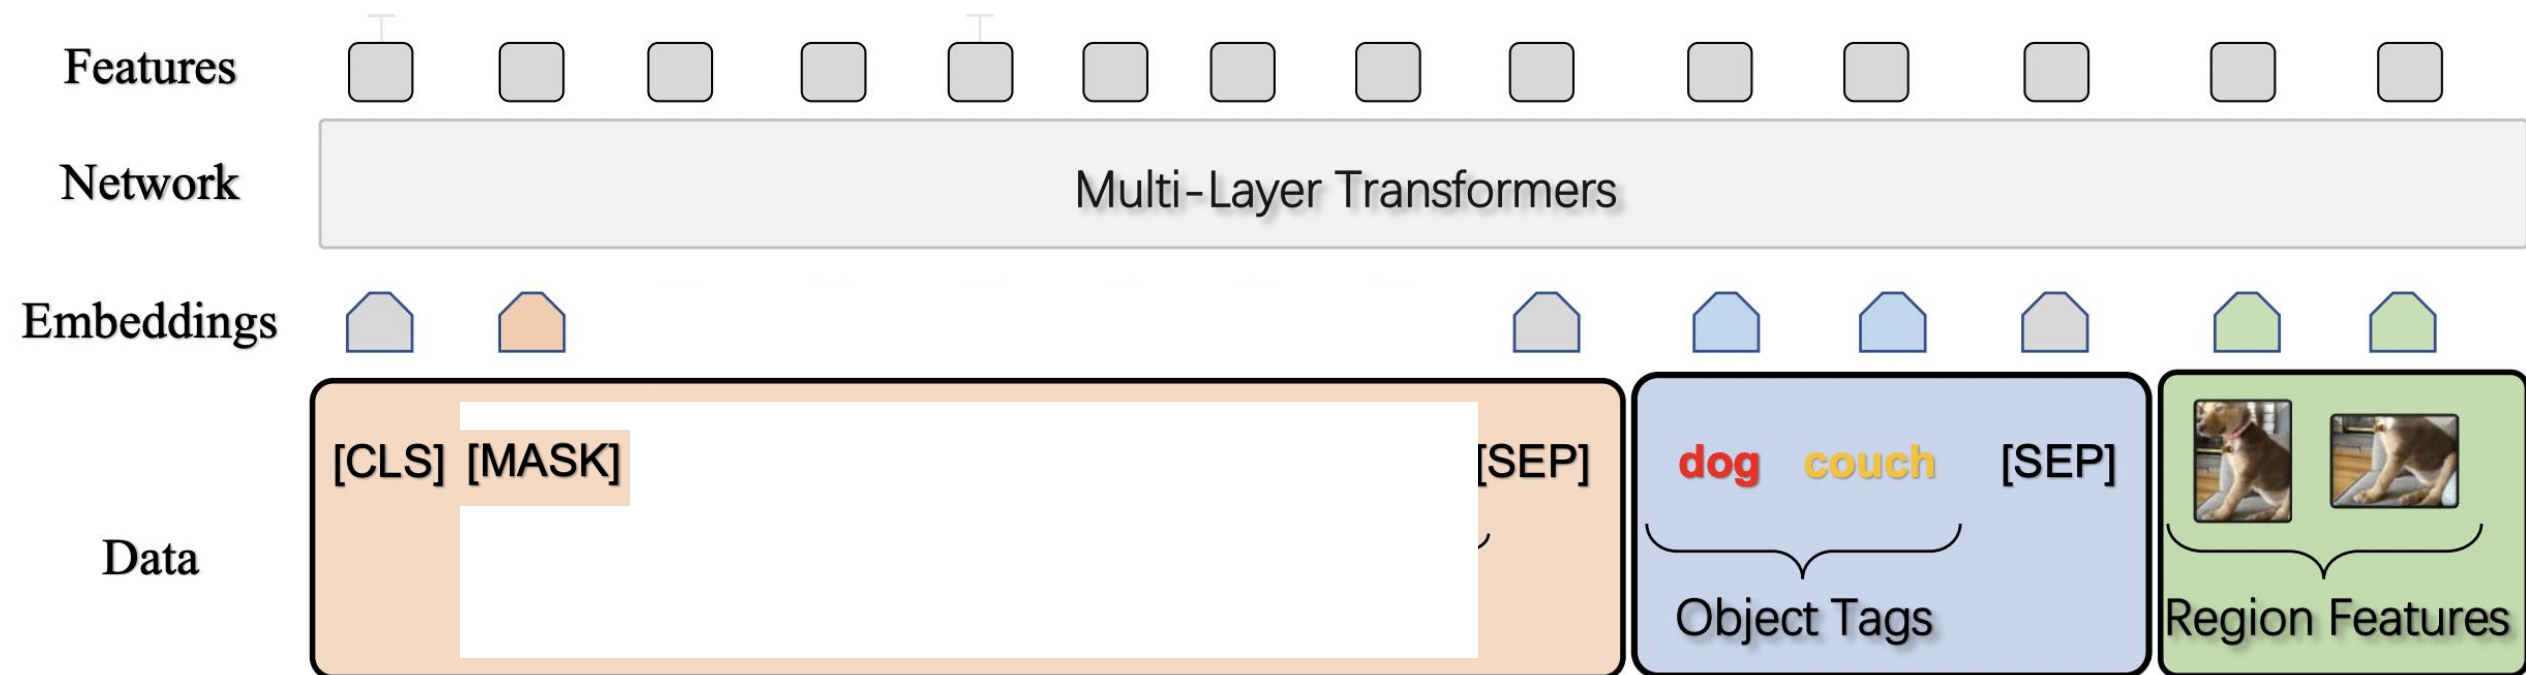 Features
Network
Multi-Layer Transformers
Embeddings
Data
[CLS] [MASK] [SEP] dog couch [SEP]
Object Tags
Region Features